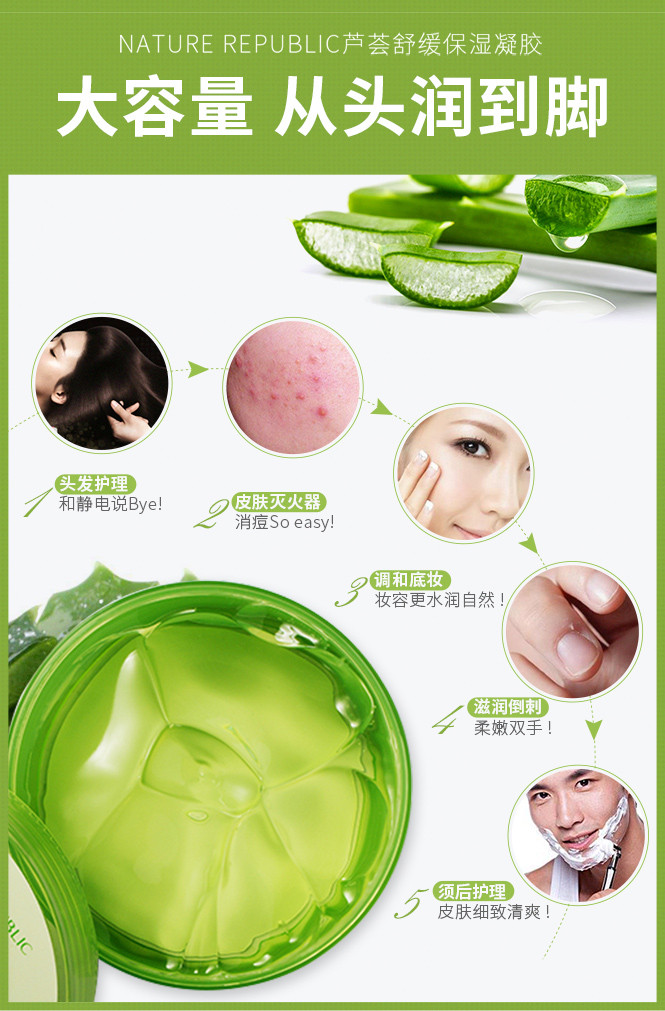 NATURE REPUBLIC芦荟舒缓保湿凝胶
大容量 从头润到脚
1 头发护理
和静电说Bye!
2 皮肤灭火器
消痘So easy!
3 调和底妆
妆容更水润自然!
4 滋润倒刺
柔嫩双手!
5 须后护理
皮肤细致清爽!
BLIC